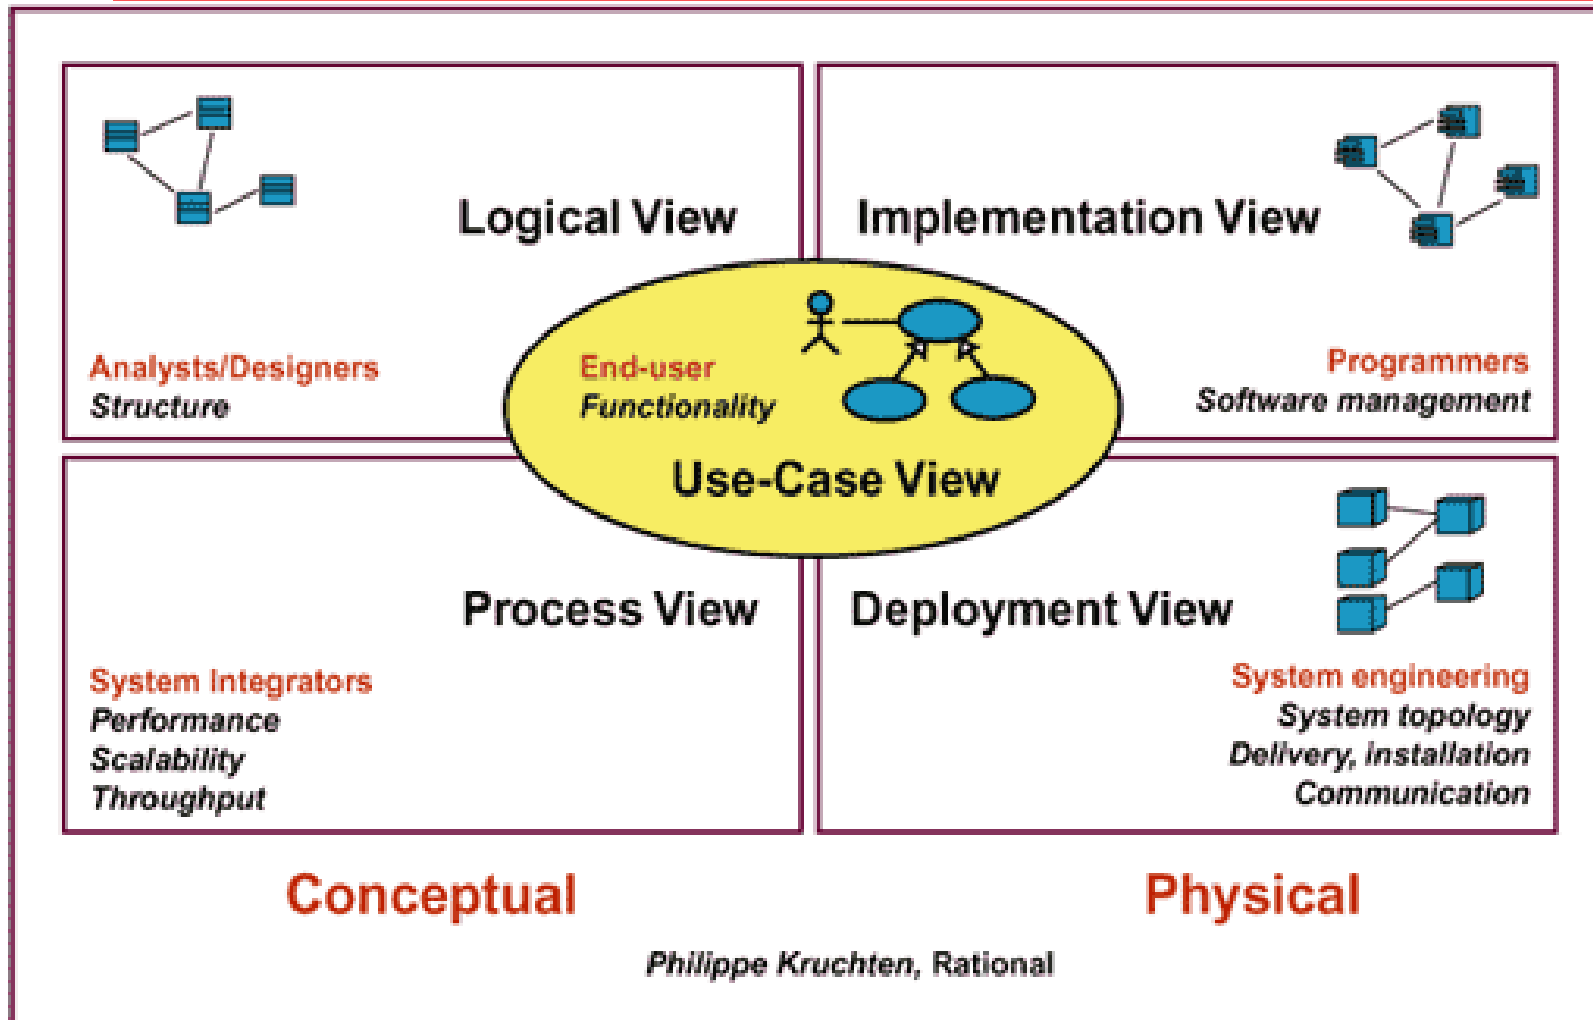 Logical View
Analysts/Designers
Structure
Implementation View
Programmers
Software management
End-user
Functionality
Use-Case View
Process View
System Integrators
Performance
Scalability
Throughput
Deployment View
System engineering
System topology
Delivery, installation
Communication
Conceptual
Physical
Philippe Kruchten, Rational